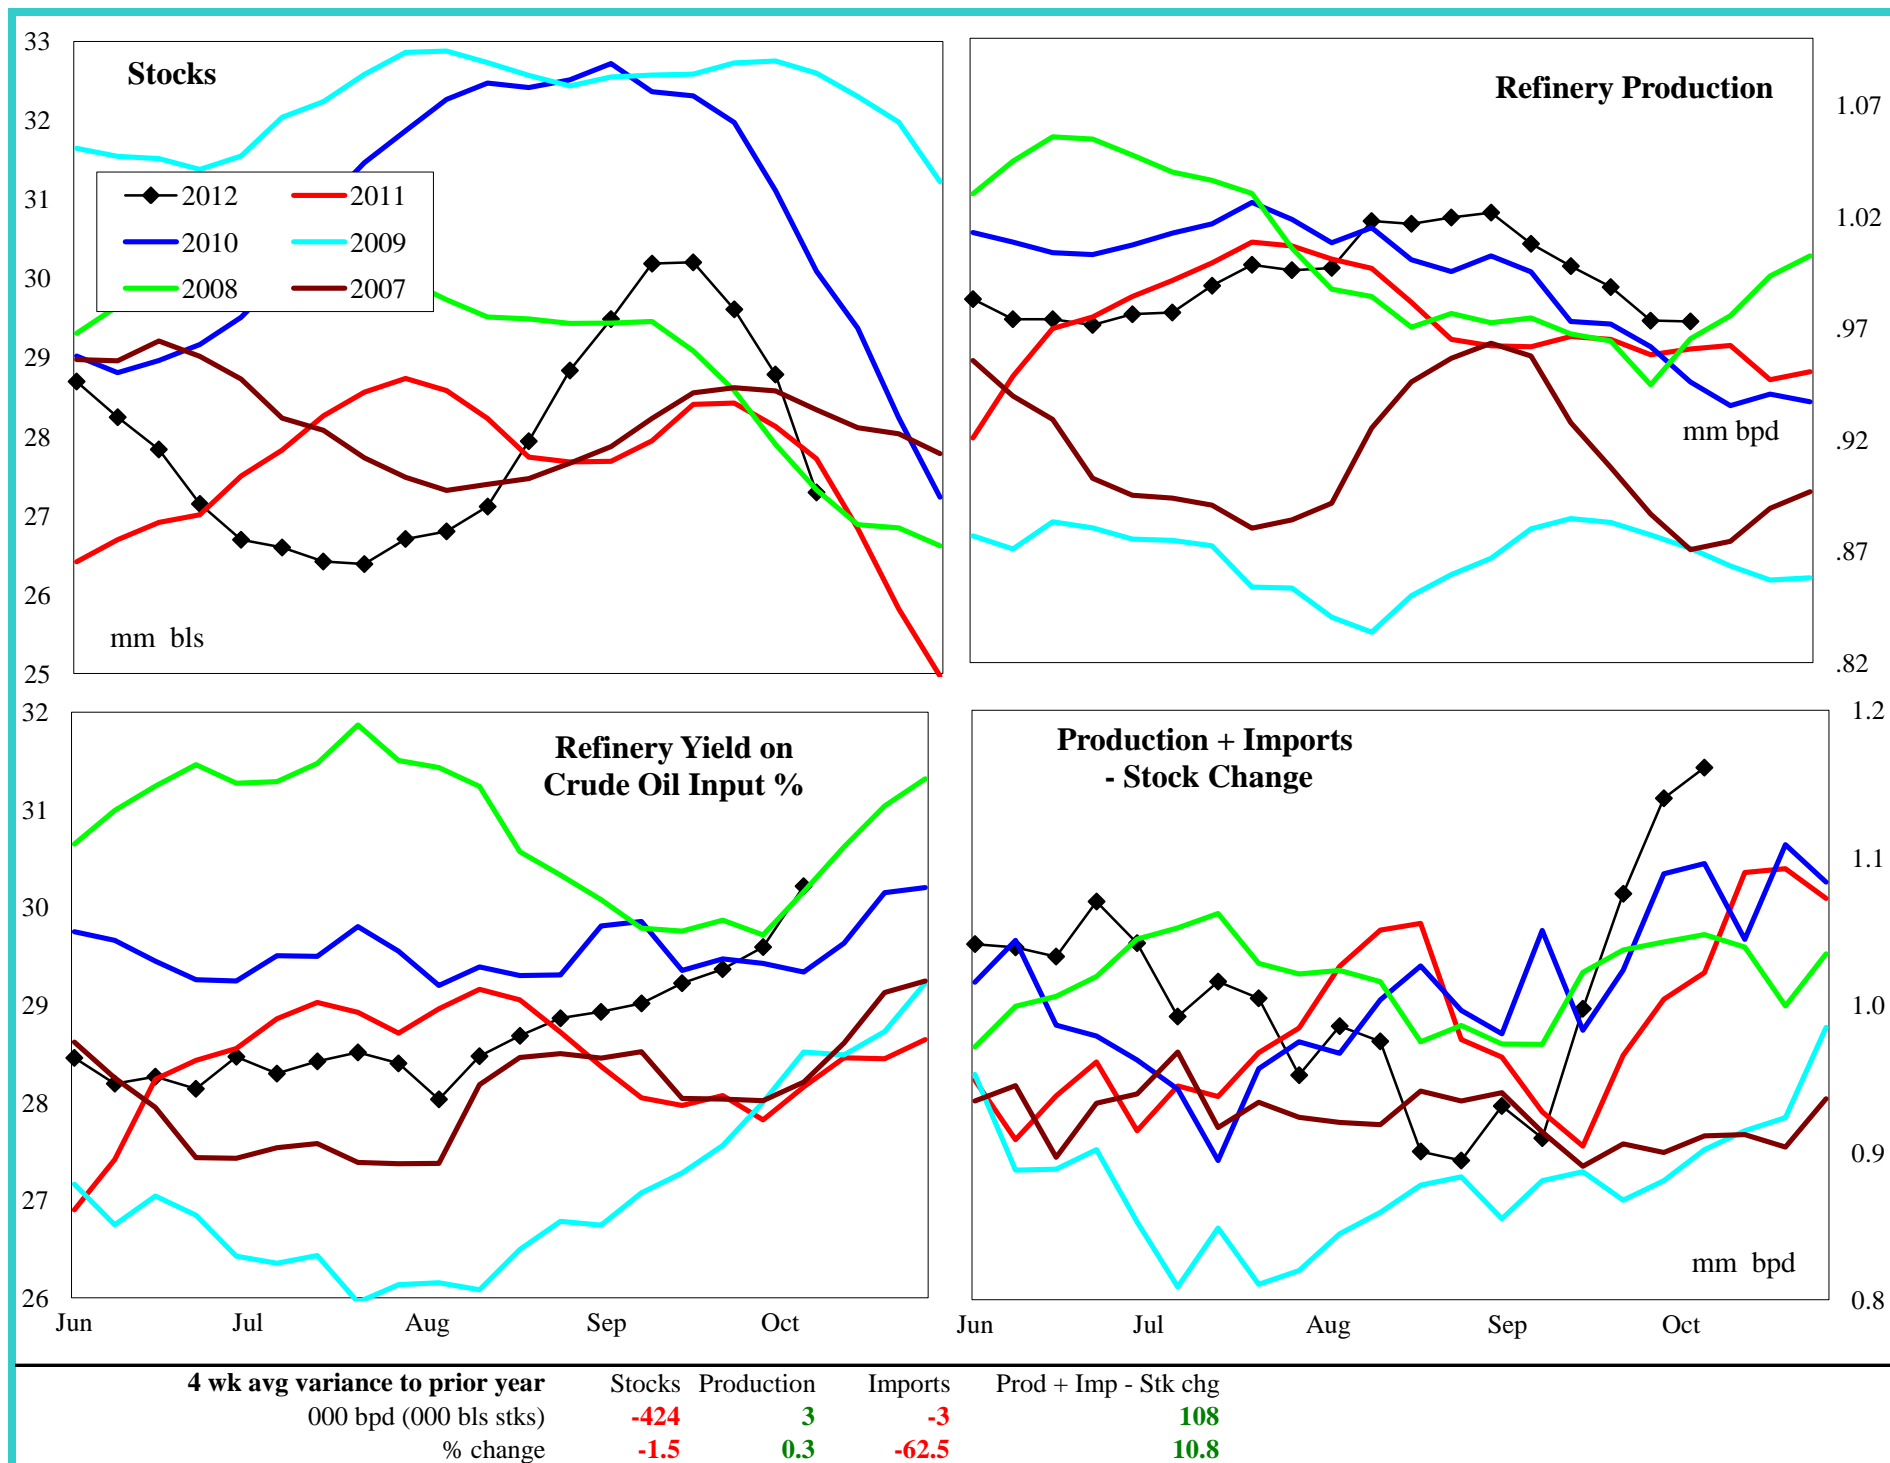 Stocks
33
32
31
30
29
28
27
26
25
2012 2011
2010 2009
2008 2007
mm bls
Refinery Production
1.07
1.02
.97
.92
.87
.82
mm bpd
Refinery Yield on
Crude Oil Input %
32
31
30
29
28
27
26
Jun Jul Aug Sep Oct
Production + Imports
- Stock Change
1.2
1.1
1.0
0.9
0.8
mm bpd
Jun Jul Aug Sep Oct
4 wk avg variance to prior year Stocks Production Imports Prod + Imp - Stk chg
000 bpd (000 bls stks) -424 3 -3 108
% change -1.5 0.3 -62.5 10.8